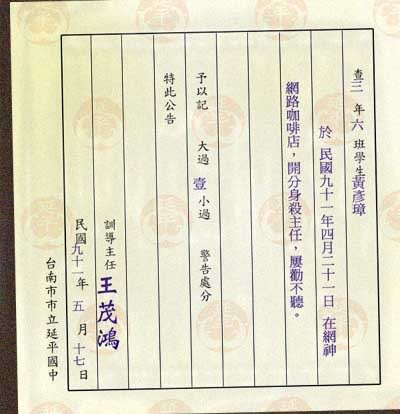 查三年六班學生黃彥璋
於 民國九十一年四月二十一日 在網神
網路咖啡店，開分身殺主任，屢勸不聽。
予以記 大過 壹 小過 警告處分
特此公告
訓導主任 王茂鴻
民國九十一年 五 月 十七日
台南市市立延平國中